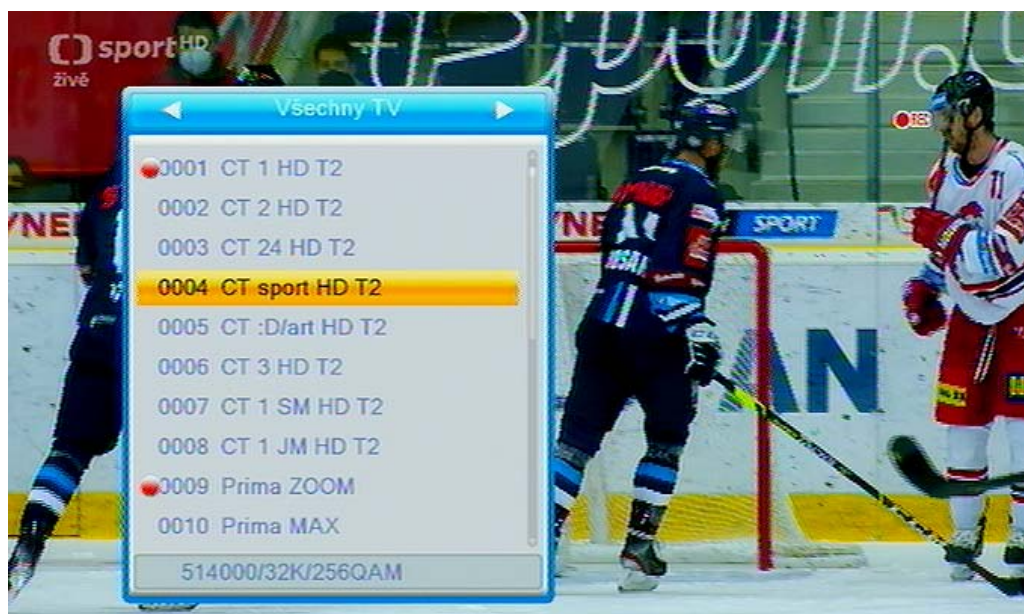 sport HD
živě
Všechny TV
REC
0001 CT 1 HD T2
0002 CT 2 HD T2
0003 CT 24 HD T2
0004 CT sport HD T2
0005 CT :D/art HD T2
0006 CT 3 HD T2
0007 CT 1 SM HD T2
0008 CT 1 JM HD T2
0009 Prima ZOOM
0010 Prima MAX
514000/32K/256QAM
SPORT
11